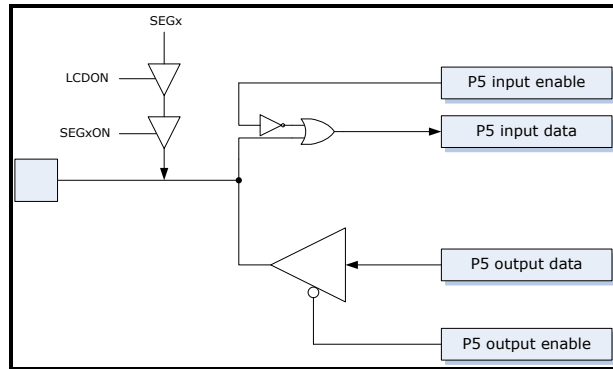 SEGx
LCDON
SEGxON
P5 input enable
P5 input data
P5 output data
P5 output enable